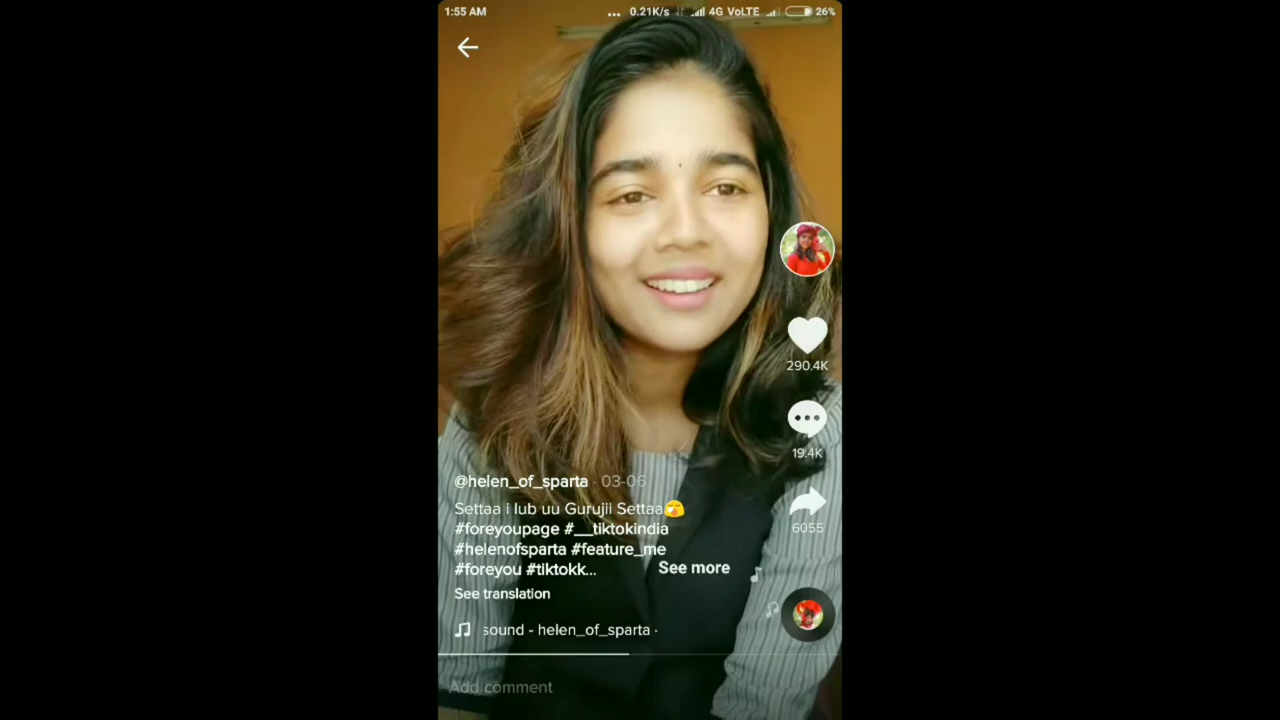 1:55 AM ... 0.21K/s 4G VoLTE 26%
290.4K
19.4K
@helen_of_sparta · 03-06
Settaa i lub uu Gurujii Settaa
6055
#foreyoupage #__tiktokindia
#helenofsparta #feature_me
#foreyou #tiktokk... See more
See translation
sound - helen_of_sparta ·
Add comment